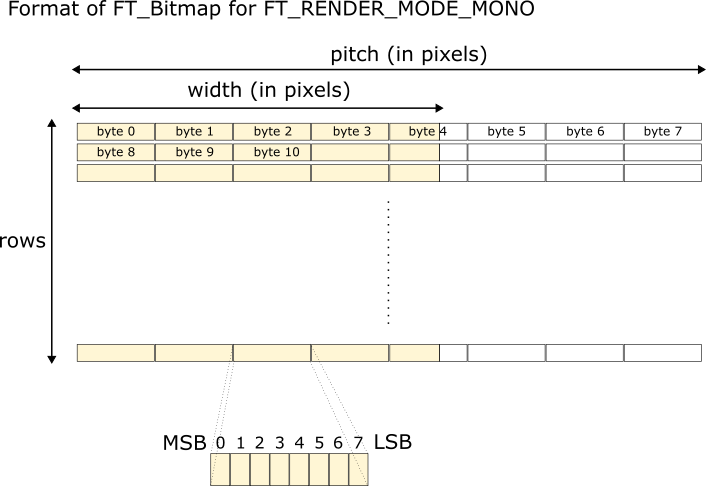 Format of FT_Bitmap for FT_RENDER_MODE_MONO
pitch (in pixels)
width (in pixels)
byte 0 byte 1 byte 2 byte 3 byte 4 byte 5 byte 6 byte 7
byte 8 byte 9 byte 10
rows
MSB 0 1 2 3 4 5 6 7 LSB